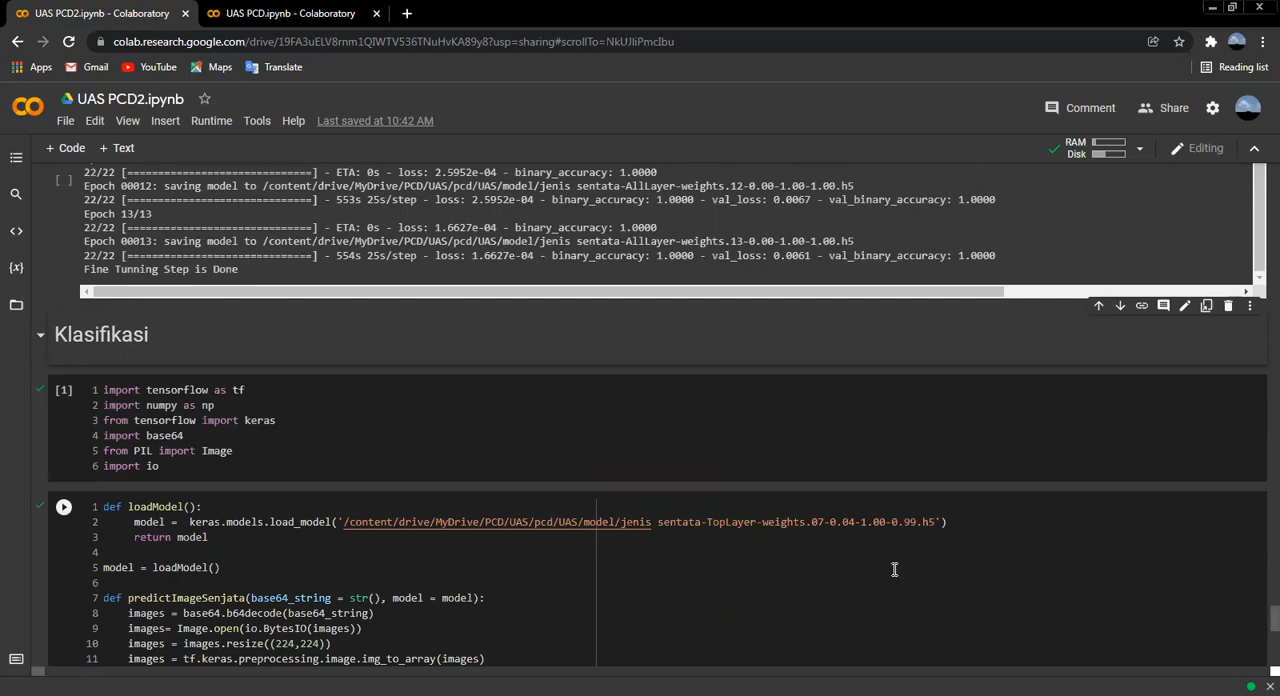 UAS PCD2.ipynb - Colaboratory
UAS PCD.ipynb - Colaboratory
colab.research.google.com/drive/19FA3uELV8rnm1QIWTV536TNuHvKA89y8?usp=sharing#scrollTo=NkUJIiPmcIbu
Apps Gmail YouTube Maps Translate Reading list
UAS PCD2.ipynb
Comment Share
File Edit View Insert Runtime Tools Help Last saved at 10:42 AM
+ Code + Text
RAM
Disk
Editing
[ ] 22/22 [==============================] - ETA: 0s - loss: 2.5952e-04 - binary_accuracy: 1.0000
Epoch 00012: saving model to /content/drive/MyDrive/PCD/UAS/pcd/UAS/model/jenis sentata-AllLayer-weights.12-0.00-1.00-1.00.h5
22/22 [==============================] - 553s 25s/step - loss: 2.5952e-04 - binary_accuracy: 1.0000 - val_loss: 0.0067 - val_binary_accuracy: 1.0000
Epoch 13/13
22/22 [==============================] - ETA: 0s - loss: 1.6627e-04 - binary_accuracy: 1.0000
Epoch 00013: saving model to /content/drive/MyDrive/PCD/UAS/pcd/UAS/model/jenis sentata-AllLayer-weights.13-0.00-1.00-1.00.h5
22/22 [==============================] - 554s 25s/step - loss: 1.6627e-04 - binary_accuracy: 1.0000 - val_loss: 0.0061 - val_binary_accuracy: 1.0000
Fine Tunning Step is Done
Klasifikasi
[1] 1 import tensorflow as tf
2 import numpy as np
3 from tensorflow import keras
4 import base64
5 from PIL import Image
6 import io
1 def loadModel():
2 model = keras.models.load_model('/content/drive/MyDrive/PCD/UAS/pcd/UAS/model/jenis sentata-TopLayer-weights.07-0.04-1.00-0.99.h5')
3 return model
4
5 model = loadModel()
6
7 def predictImageSenjata(base64_string = str(), model = model):
8 images = base64.b64decode(base64_string)
9 images= Image.open(io.BytesIO(images))
10 images = images.resize((224,224))
11 images = tf.keras.preprocessing.image.img_to_array(images)